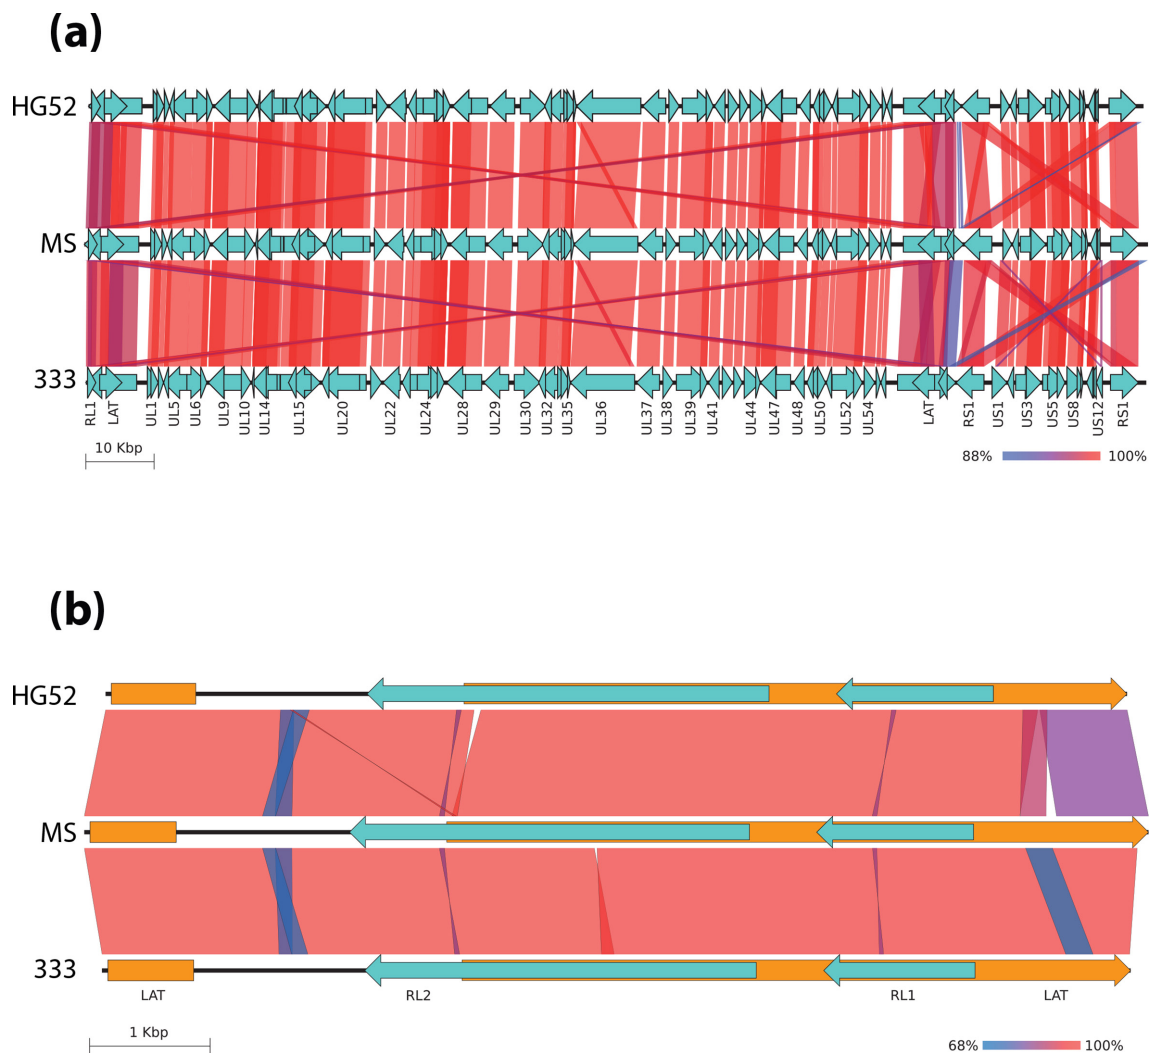 (a)
HG52
MS
333
RL1 LAT UL1 UL5 UL6 UL9 UL10 UL14 UL15 UL20 UL22 UL24 UL28 UL29 UL30 UL32 UL35 UL36 UL37 UL38 UL39 UL41 UL44 UL47 UL48 UL50 UL52 UL54 LAT RS1 US1 US3 US5 US8 US12 RS1
10 Kbp
88% 100%
(b)
HG52
MS
333
LAT RL2 RL1 LAT
1 Kbp
68% 100%